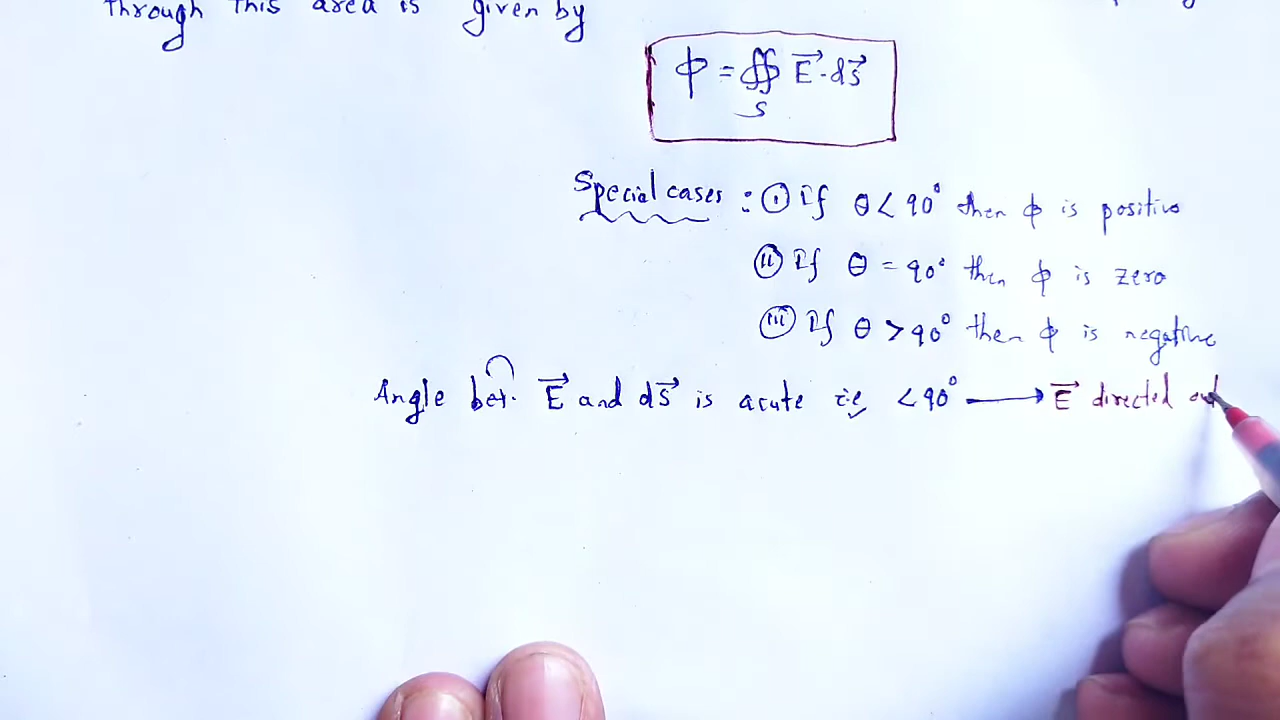 through this area is given by
ϕ = ∯ E⃗·dS⃗
S
Special cases : (i) If θ < 90° then ϕ is positive
(ii) If θ = 90° then ϕ is zero
(iii) If θ > 90° then ϕ is negative
Angle bet. E⃗ and dS⃗ is acute i.e. < 90° ⟶ E⃗ directed out